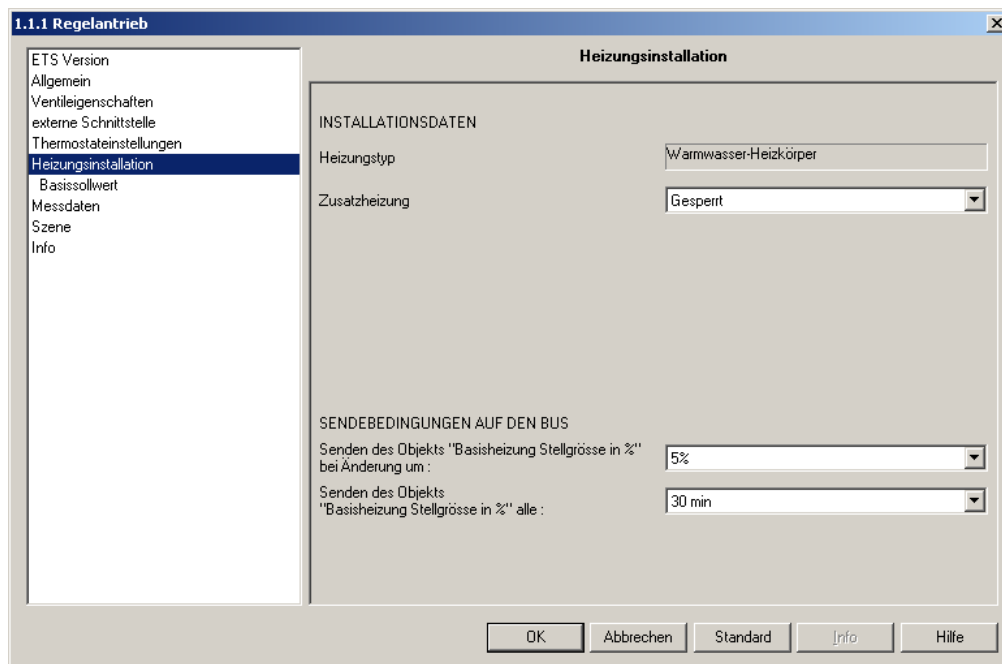 1.1.1 Regelantrieb
ETS Version
Allgemein
Ventileigenschaften
externe Schnittstelle
Thermostateinstellungen
Heizungsinstallation
Basissollwert
Messdaten
Szene
Info
Heizungsinstallation
INSTALLATIONSDATEN
Heizungstyp
Warmwasser-Heizkörper
Zusatzheizung
Gesperrt
SENDEBEDINGUNGEN AUF DEN BUS
Senden des Objekts "Basisheizung Stellgrösse in %"
bei Änderung um :
5%
Senden des Objekts
"Basisheizung Stellgrösse in %" alle :
30 min
OK
Abbrechen
Standard
Info
Hilfe